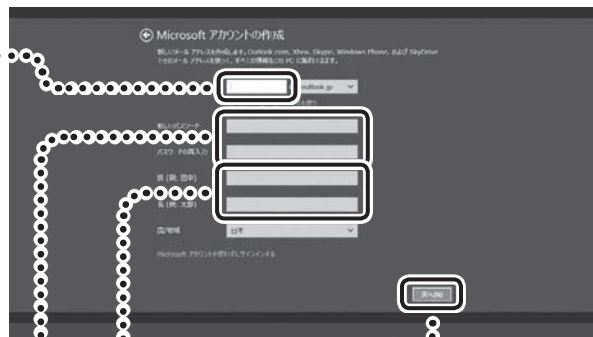 Microsoft アカウントの作成
新しいメール アドレスを作成します。Outlook.com、Xbox、Skype、Windows Phone、および SkyDrive
でそのメール アドレスを使って、すべての情報をこの PC に集約できます。
outlook.jp
新しいパスワード
パスワードの再入力
姓 (例: 田中)
名 (例: 太郎)
国/地域
日本
Microsoft アカウントを使わずにサインインする
次へ(N)